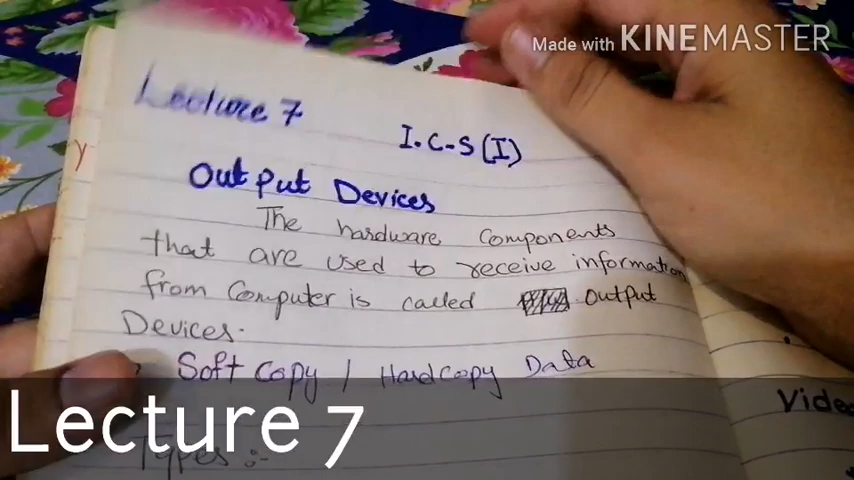 Made with KINEMASTER
Lecture 7
I.C-S(I)
Output Devices
The hardware Components
that are used to receive information
from Computer is called output
Devices.
Soft Copy / Hardcopy Data
Lecture 7
Types :-
Video